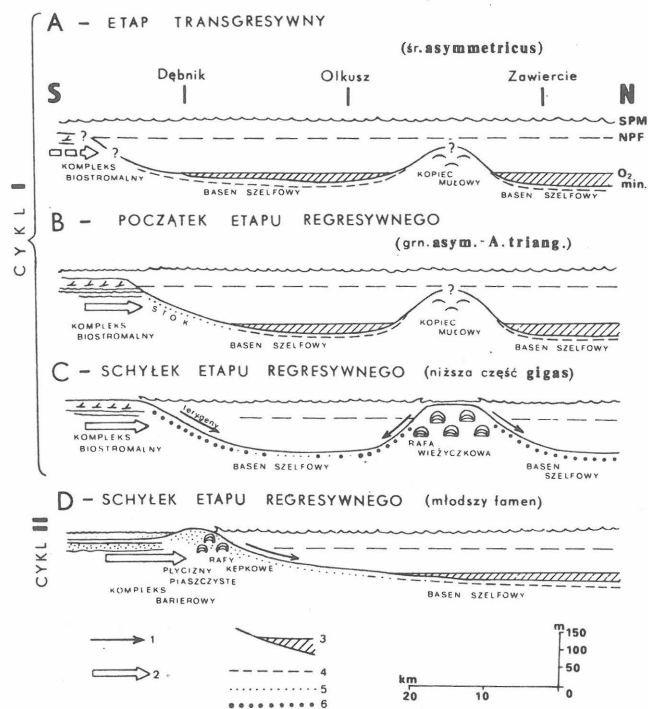 CYKL I
A – ETAP TRANSGRESYWNY
(śr. asymmetricus)
Dębnik Olkusz Zawiercie
S N
SPM
NPF
?
?
?
KOMPLEKS BIOSTROMALNY
BASEN SZELFOWY
KOPIEC MUŁOWY
BASEN SZELFOWY
O2 min.
B – POCZĄTEK ETAPU REGRESYWNEGO
(grn. asym.-A. triang.)
?
KOMPLEKS BIOSTROMALNY
STOK
BASEN SZELFOWY
KOPIEC MUŁOWY
BASEN SZELFOWY
C – SCHYŁEK ETAPU REGRESYWNEGO (niższa część gigas)
terygeny
KOMPLEKS BIOSTROMALNY
BASEN SZELFOWY
RAFA WIEŻYCZKOWA
BASEN SZELFOWY
CYKL II
D – SCHYŁEK ETAPU REGRESYWNEGO (młodszy famen)
RAFY KĘPKOWE
PŁYCIZNY PIASZCZYSTE
KOMPLEKS BARIEROWY
BASEN SZELFOWY
1
2
3
4
5
6
m
150
100
50
0
km
20 10